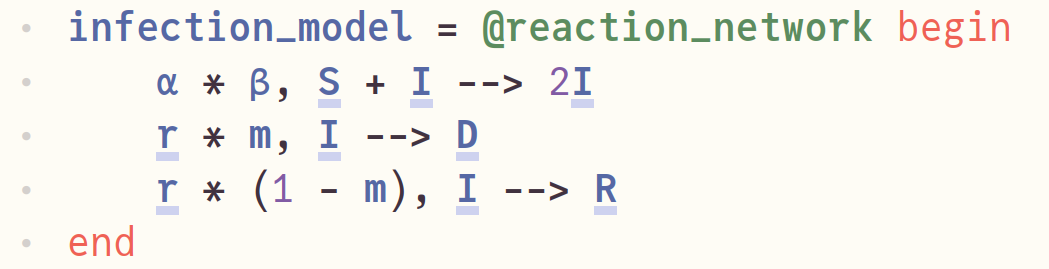 infection_model = @reaction_network begin
α * β, S + I --> 2I
r * m, I --> D
r * (1 - m), I --> R
end